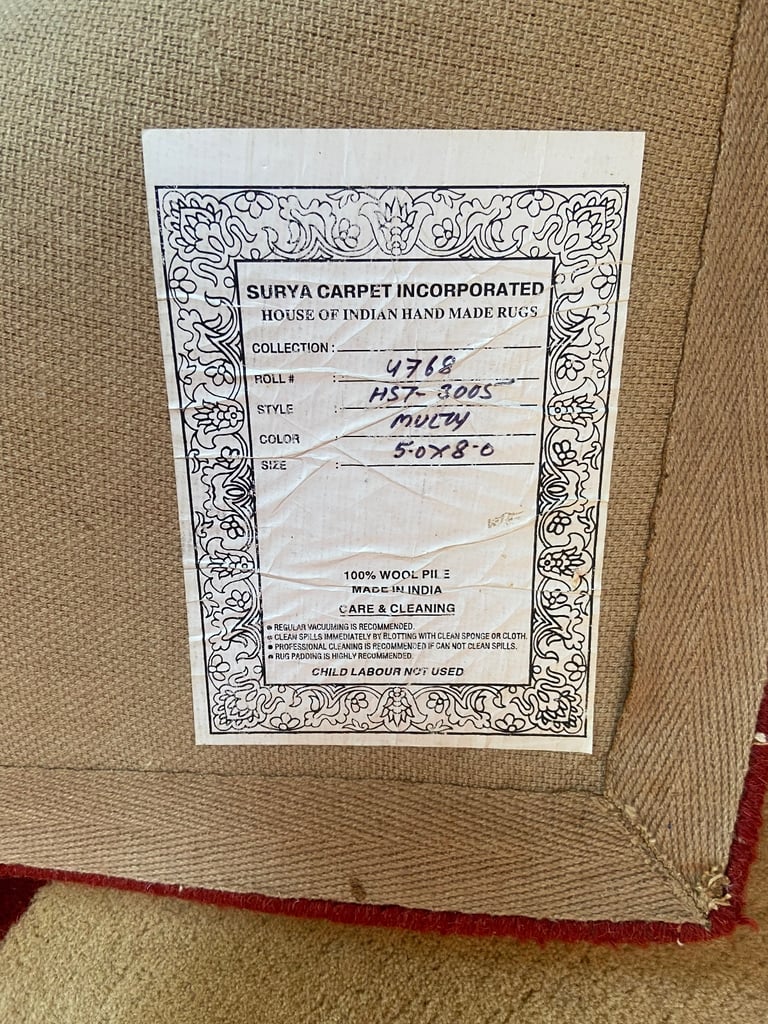 SURYA CARPET INCORPORATED
HOUSE OF INDIAN HAND MADE RUGS
COLLECTION :
ROLL # : 4768
STYLE : HST-3005
COLOR : MULTY
SIZE : 5-0X8-0
100% WOOL PILE
MADE IN INDIA
CARE & CLEANING
• REGULAR VACUUMING IS RECOMMENDED.
• CLEAN SPILLS IMMEDIATELY BY BLOTTING WITH CLEAN SPONGE OR CLOTH.
• PROFESSIONAL CLEANING IS RECOMMENDED IF CAN NOT CLEAN SPILLS.
• RUG PADDING IS HIGHLY RECOMMENDED.
CHILD LABOUR NOT USED